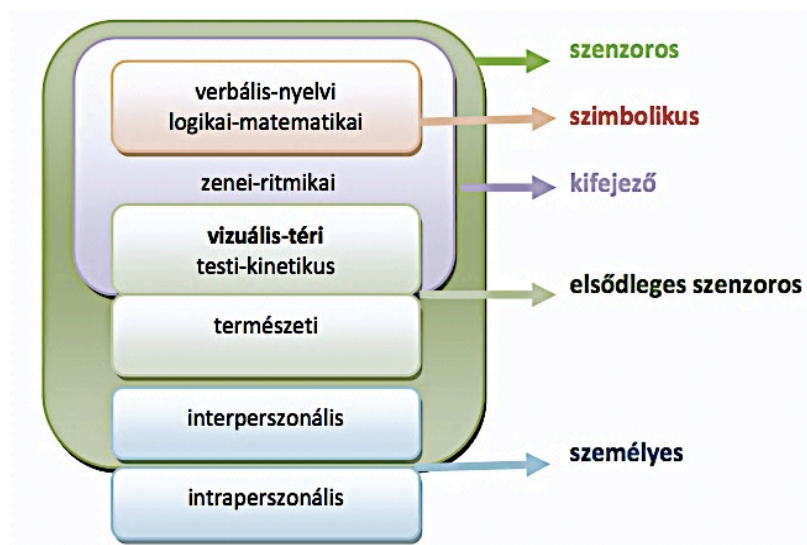 szenzoros
verbális-nyelvi
logikai-matematikai
szimbolikus
zenei-ritmikai
kifejező
vizuális-téri
testi-kinetikus
elsődleges szenzoros
természeti
interperszonális
személyes
intraperszonális